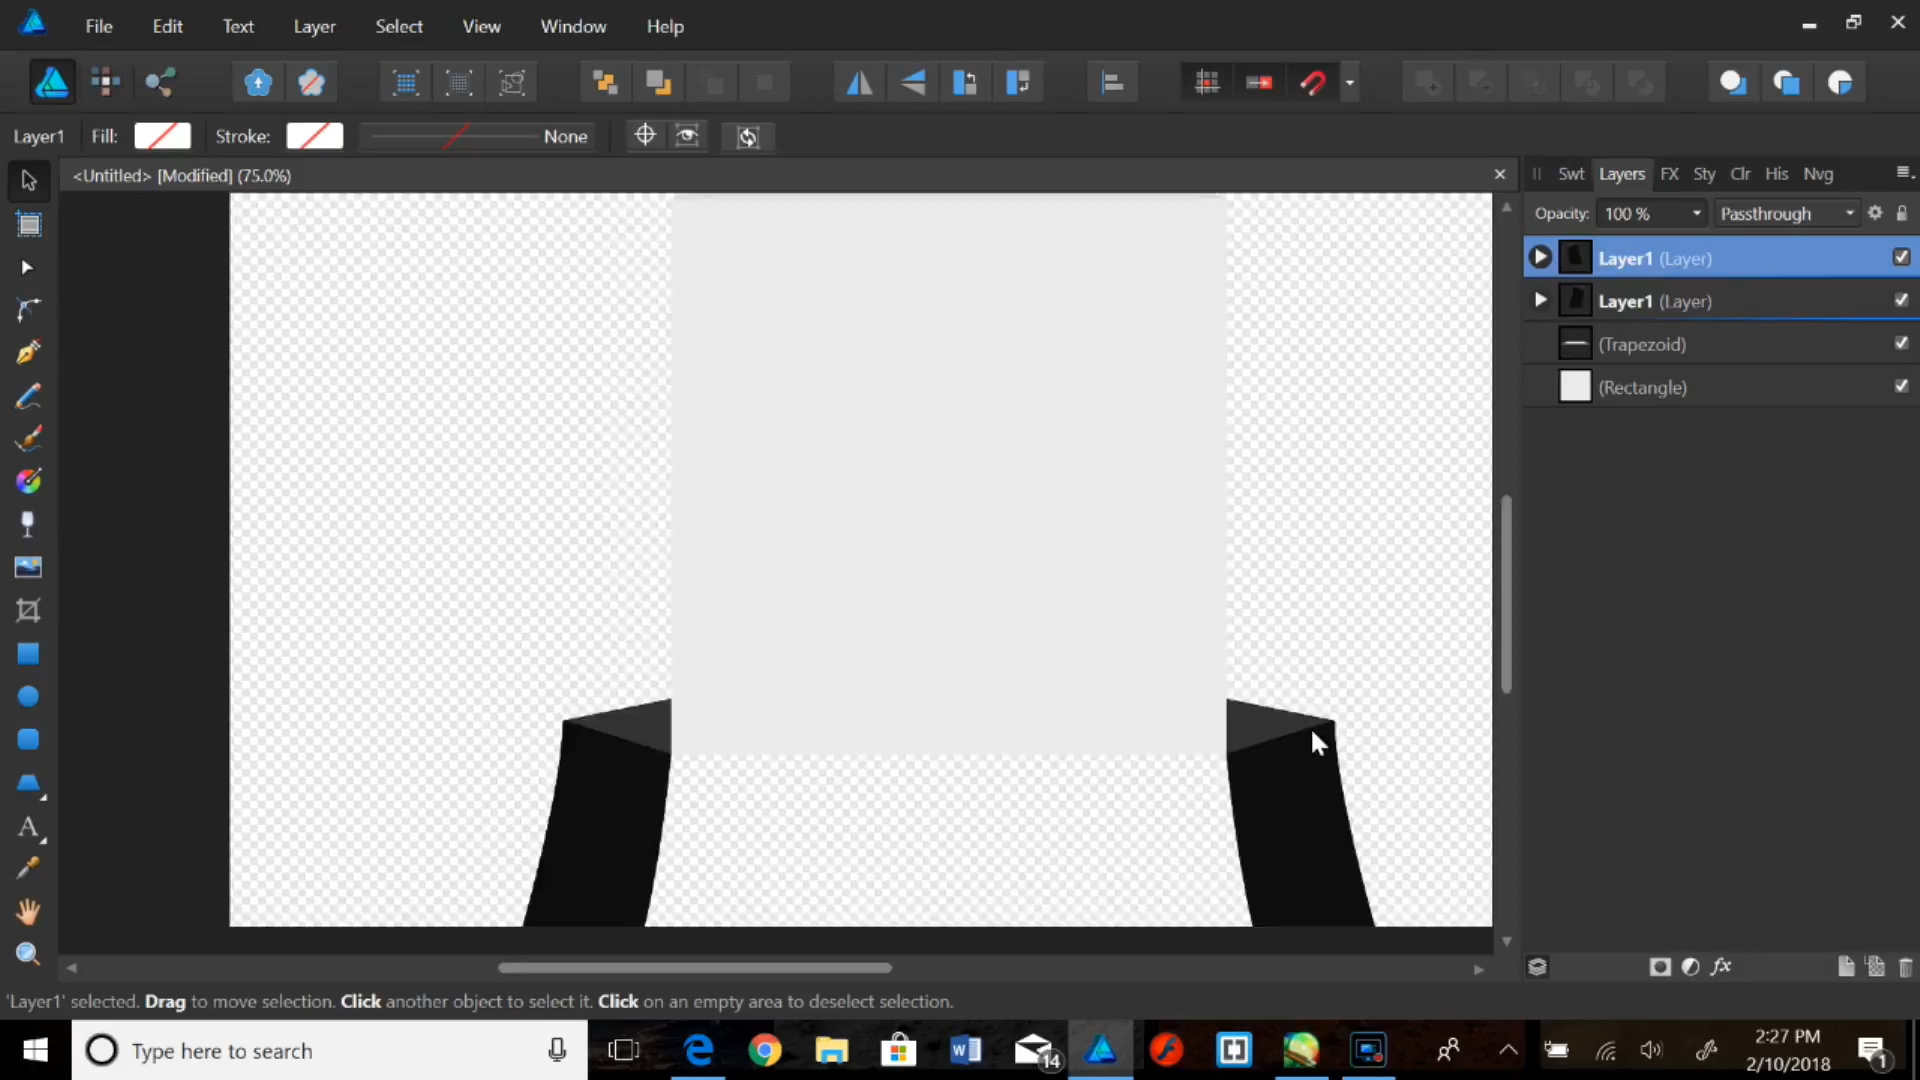 File Edit Text Layer Select View Window Help
Layer1 Fill: Stroke: None
<Untitled> [Modified] (75.0%)
Swt Layers FX Sty Clr His Nvg
Opacity: 100 % Passthrough
Layer1 (Layer)
Layer1 (Layer)
(Trapezoid)
(Rectangle)
A
fx
'Layer1' selected. Drag to move selection. Click another object to select it. Click on an empty area to deselect selection.
Type here to search
14
2:27 PM
2/10/2018
1